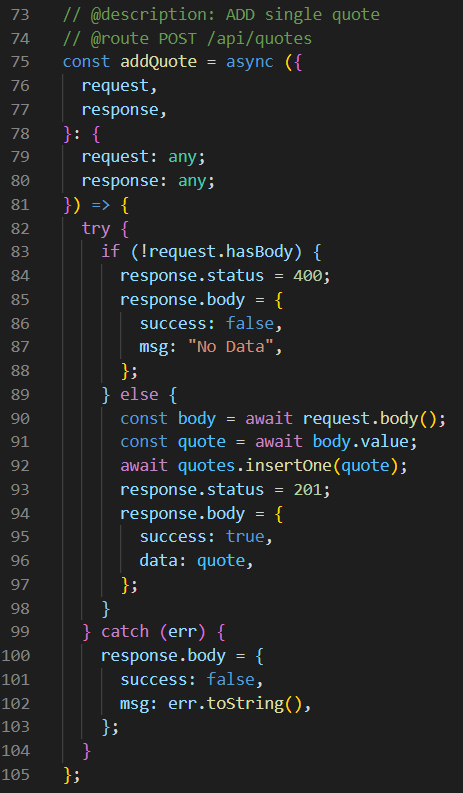 73 // @description: ADD single quote
74 // @route POST /api/quotes
75 const addQuote = async ({
76 request,
77 response,
78 }: {
79 request: any;
80 response: any;
81 }) => {
82 try {
83 if (!request.hasBody) {
84 response.status = 400;
85 response.body = {
86 success: false,
87 msg: "No Data",
88 };
89 } else {
90 const body = await request.body();
91 const quote = await body.value;
92 await quotes.insertOne(quote);
93 response.status = 201;
94 response.body = {
95 success: true,
96 data: quote,
97 };
98 }
99 } catch (err) {
100 response.body = {
101 success: false,
102 msg: err.toString(),
103 };
104 }
105 };